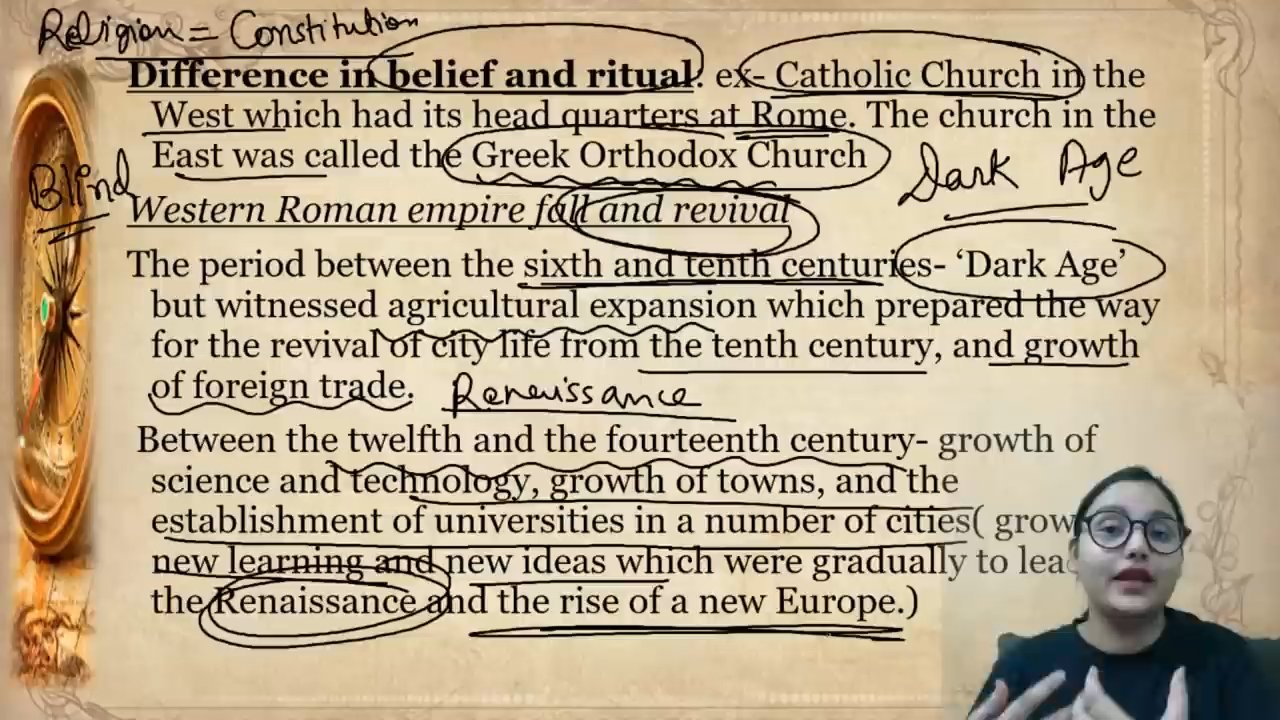 Religion = Constitution
Difference in belief and ritual. ex- Catholic Church in the
West which had its head quarters at Rome. The church in the
East was called the Greek Orthodox Church
Dark Age
Blind
Western Roman empire fall and revival
The period between the sixth and tenth centuries- ‘Dark Age’
but witnessed agricultural expansion which prepared the way
for the revival of city life from the tenth century, and growth
of foreign trade. Renaissance
Between the twelfth and the fourteenth century- growth of
science and technology, growth of towns, and the
establishment of universities in a number of cities(
new learning and new ideas which were gradually to
the Renaissance and the rise of a new Europe.)